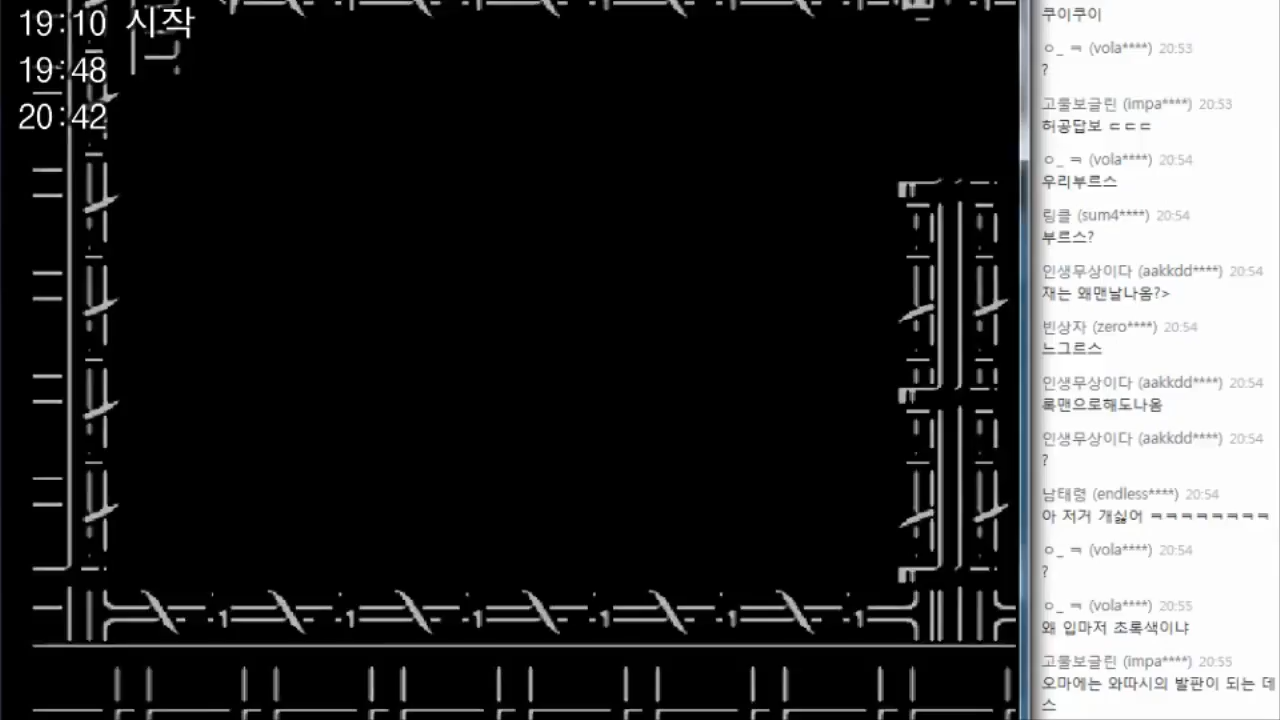 19:10 시작
19:48
20:42
쿠이쿠이
ㅇ_ ㅋ (vola****) 20:53
?
고물보글린 (impa****) 20:53
허공답보 ㄷㄷㄷ
ㅇ_ ㅋ (vola****) 20:54
우리부르스
링클 (sum4****) 20:54
부르스?
인생무상이다 (aakkdd****) 20:54
재는 왜맨날나옴?>
빈상자 (zero****) 20:54
느그르스
인생무상이다 (aakkdd****) 20:54
록맨으로해도나옴
인생무상이다 (aakkdd****) 20:54
?
남태령 (endless****) 20:54
아 저거 개싫어 ㅋㅋㅋㅋㅋㅋㅋㅋ
ㅇ_ ㅋ (vola****) 20:54
?
ㅇ_ ㅋ (vola****) 20:55
왜 입마저 초록색이냐
고물보글린 (impa****) 20:55
오마에는 와따시의 발판이 되는 데
스